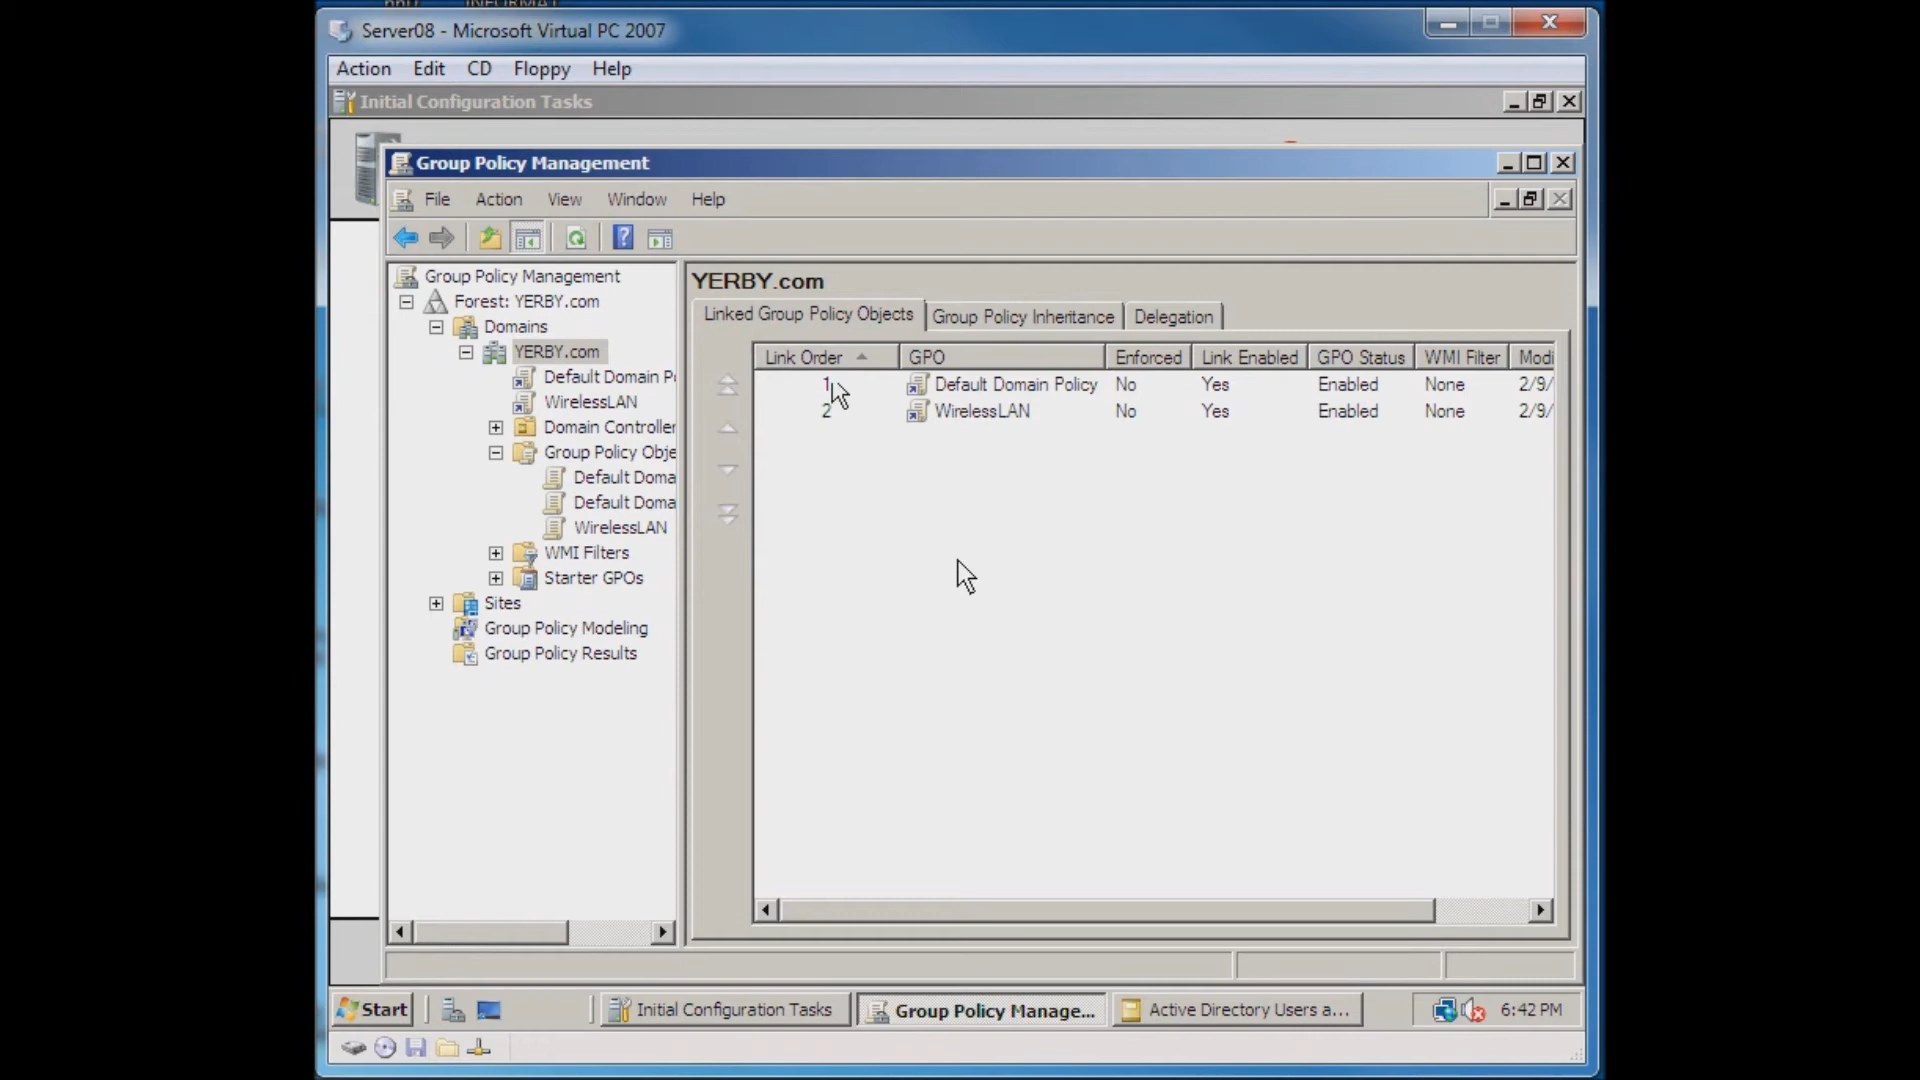 Server08 - Microsoft Virtual PC 2007
Action Edit CD Floppy Help
Initial Configuration Tasks
Group Policy Management
File Action View Window Help
Group Policy Management
Forest: YERBY.com
Domains
YERBY.com
Default Domain P
WirelessLAN
Domain Controller
Group Policy Obje
Default Doma
Default Doma
WirelessLAN
WMI Filters
Starter GPOs
Sites
Group Policy Modeling
Group Policy Results
YERBY.com
Linked Group Policy Objects Group Policy Inheritance Delegation
Link Order GPO Enforced Link Enabled GPO Status WMI Filter Modi
1 Default Domain Policy No Yes Enabled None 2/9/
2 WirelessLAN No Yes Enabled None 2/9/
Start Initial Configuration Tasks Group Policy Manage... Active Directory Users a... 6:42 PM